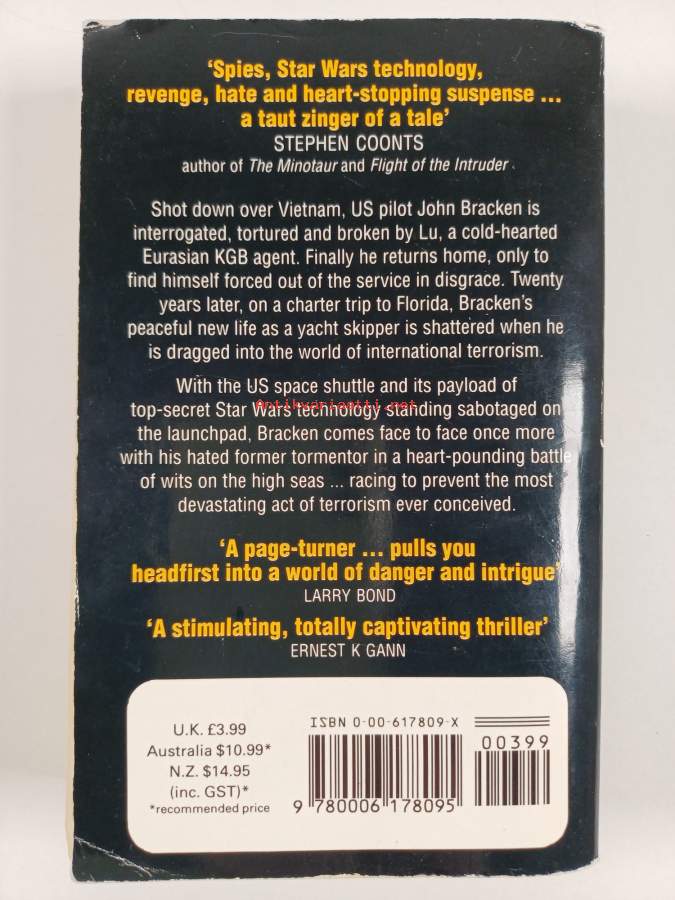 ‘Spies, Star Wars technology,
revenge, hate and heart-stopping suspense ...
a taut zinger of a tale’
STEPHEN COONTS
author of The Minotaur and Flight of the Intruder
Shot down over Vietnam, US pilot John Bracken is
interrogated, tortured and broken by Lu, a cold-hearted
Eurasian KGB agent. Finally he returns home, only to
find himself forced out of the service in disgrace. Twenty
years later, on a charter trip to Florida, Bracken’s
peaceful new life as a yacht skipper is shattered when he
is dragged into the world of international terrorism.
With the US space shuttle and its payload of
top-secret Star Wars technology standing sabotaged on
Antikvariaatti.net
the launchpad, Bracken comes face to face once more
with his hated former tormentor in a heart-pounding battle
of wits on the high seas ... racing to prevent the most
devastating act of terrorism ever conceived.
‘A page-turner ... pulls you
headfirst into a world of danger and intrigue’
LARRY BOND
‘A stimulating, totally captivating thriller’
ERNEST K GANN
U.K. £3.99
Australia $10.99*
N.Z. $14.95
(inc. GST)*
*recommended price
ISBN 0-00-617809-X
00399
9 780006 178095